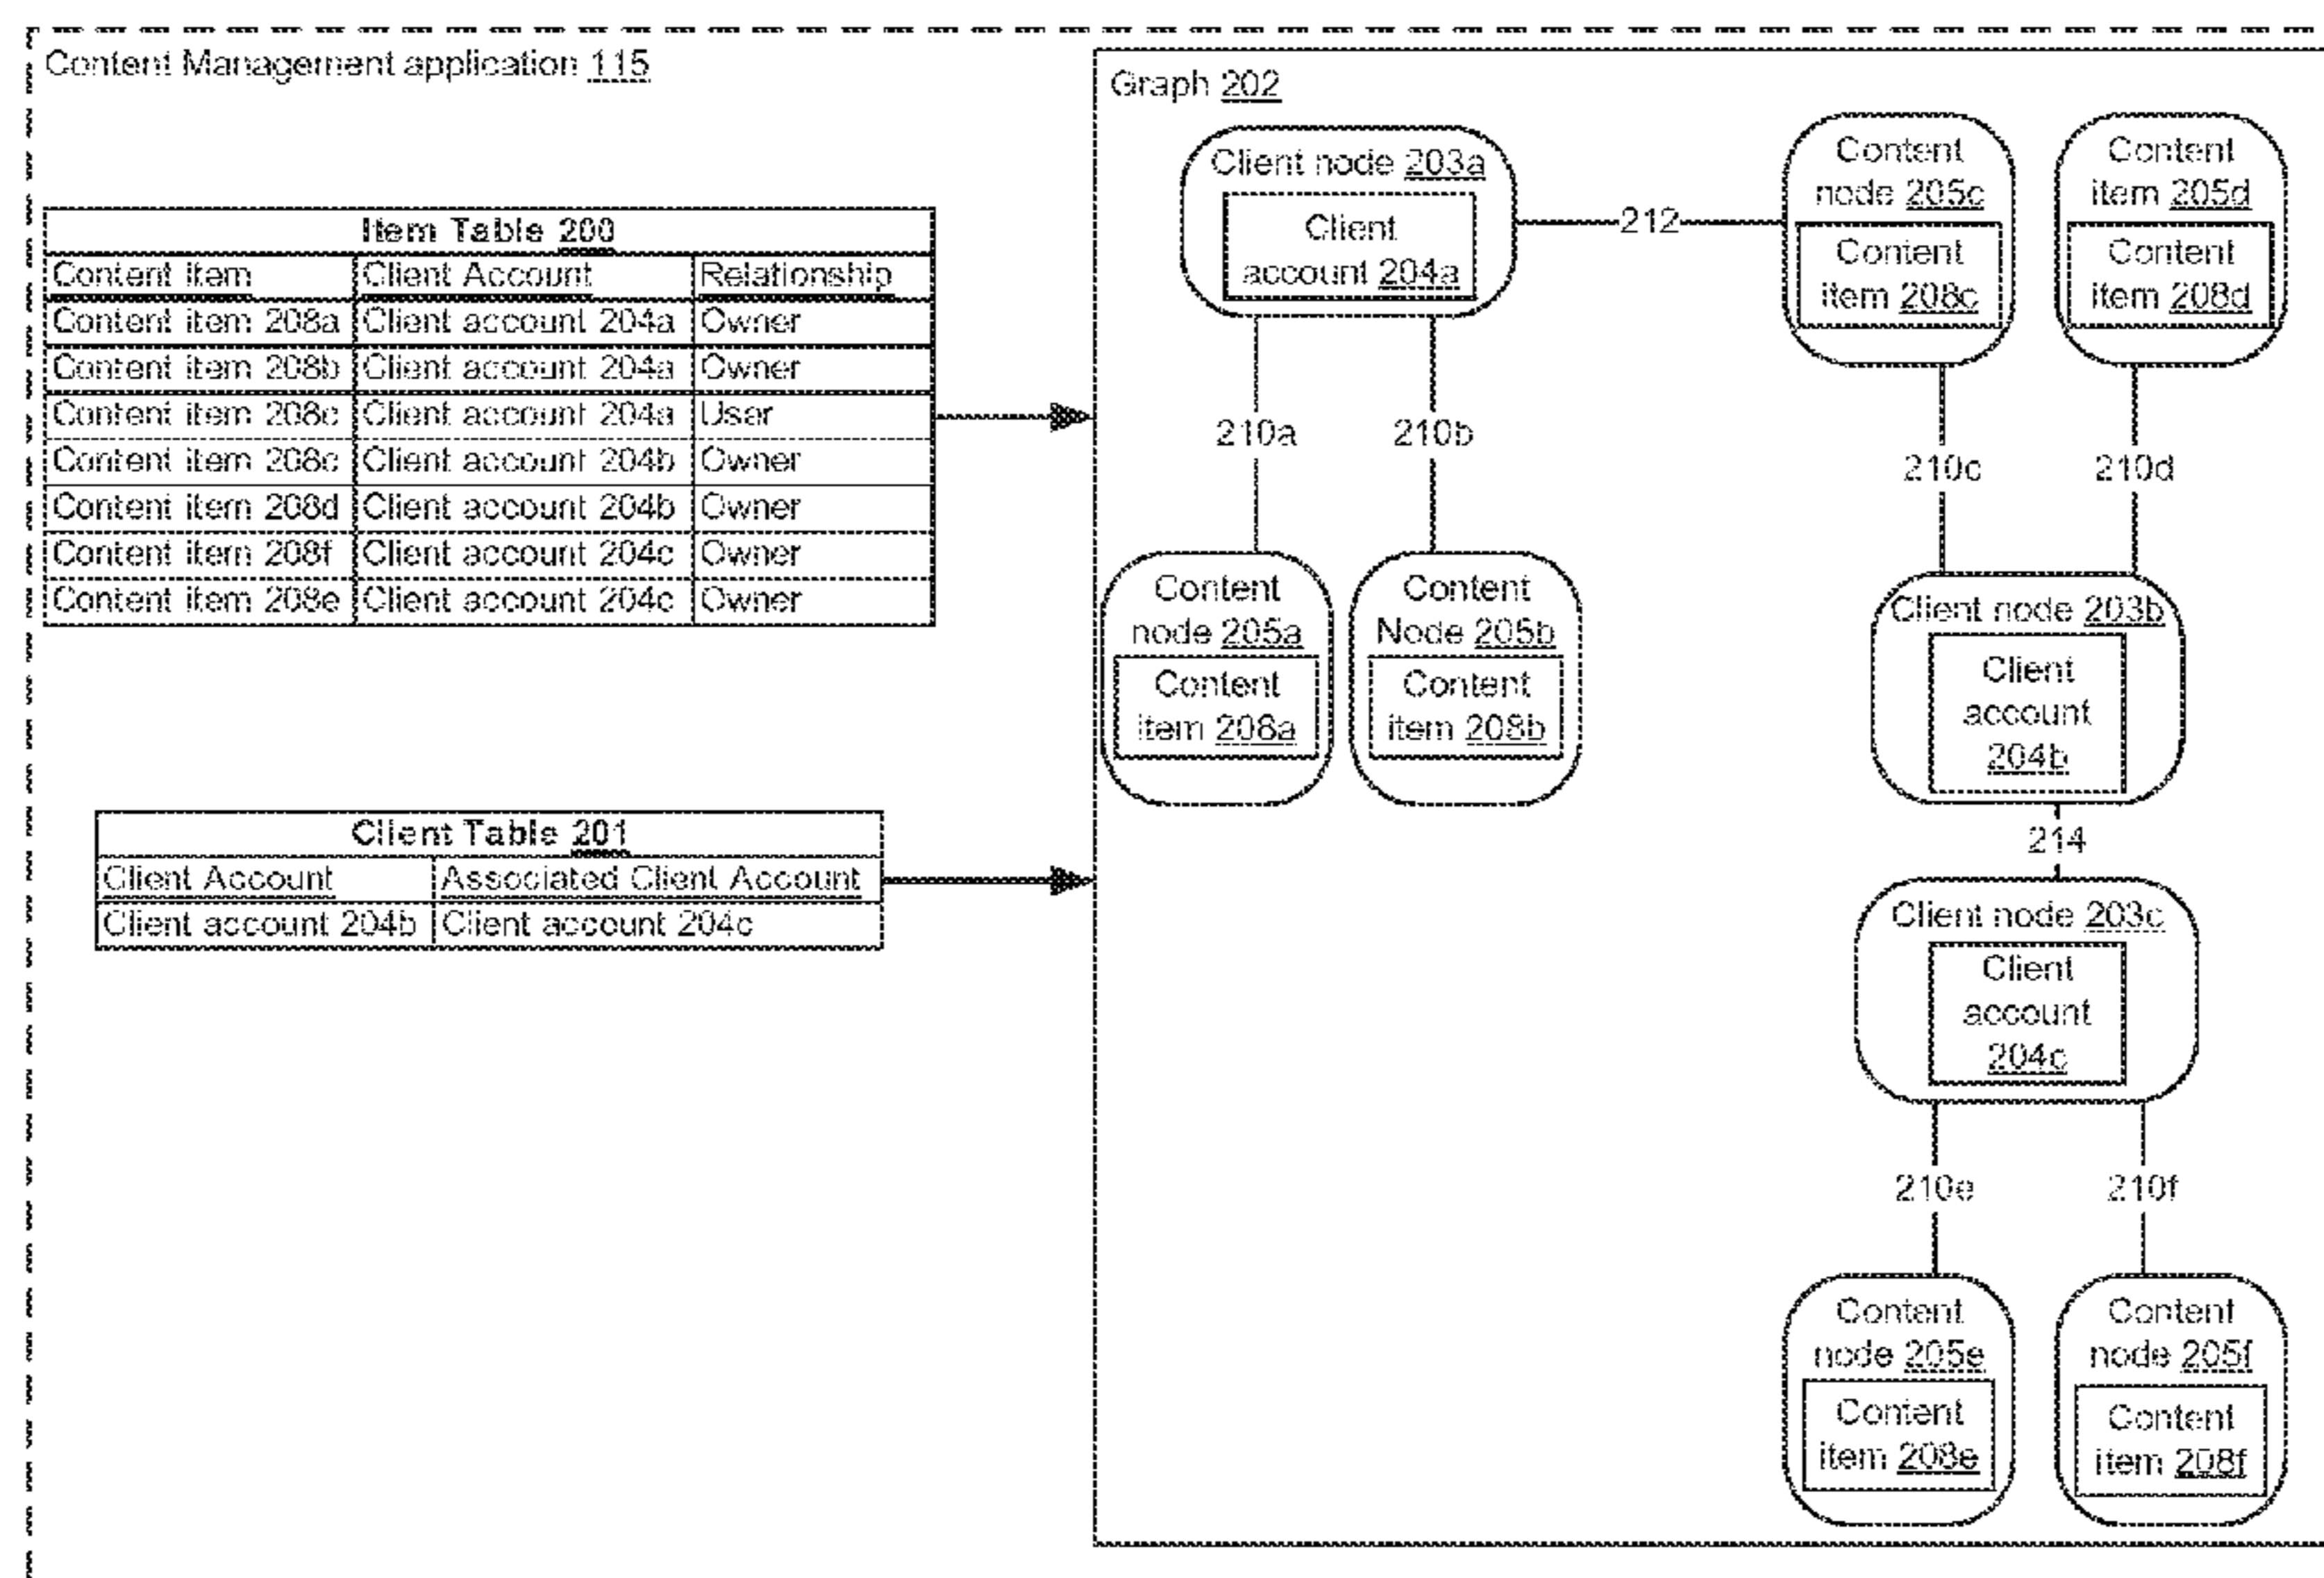 Content Management application 115
Item Table 200
Content item Client Account Relationship
Content item 208a Client account 204a Owner
Content item 208b Client account 204a Owner
Content item 208c Client account 204a User
Content item 208c Client account 204b Owner
Content item 208d Client account 204b Owner
Content item 208f Client account 204c Owner
Content item 208e Client account 204c Owner
Client Table 201
Client Account Associated Client Account
Client account 204b Client account 204c
Graph 202
Client node 203a
Client
account 204a
212
Content
node 205c
Content
item 208c
Content
item 205d
Content
item 208d
210a
210b
210c
210d
Content
node 205a
Content
item 208a
Content
Node 205b
Content
item 208b
Client node 203b
Client
account
204b
214
Client node 203c
Client
account
204c
210e
210f
Content
node 205e
Content
item 208e
Content
node 205f
Content
item 208f